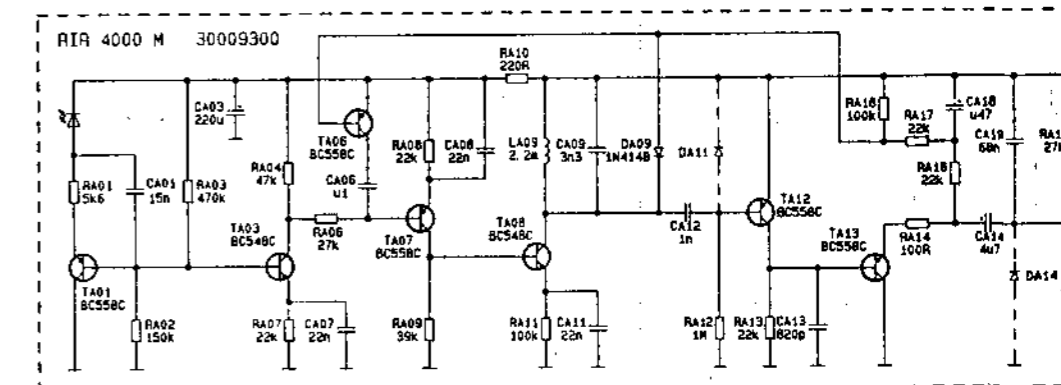 AIR 4000 M 30009300
RA10
220R
CA03
220u
RA16
100k
RA17
22k
CA18
u47
TA06
BC558C
RA08
22k
CA08
22n
LA09
2.2m
CA09
3n3
DA09
1N4148
DA11
CA19
68n
RA01
5k6
CA01
15n
RA03
470k
RA04
47k
CA06
u1
RA15
22k
TA03
BC548C
RA06
27k
TA07
BC558C
TA08
BC548C
CA12
1n
TA12
BC558C
TA13
BC558C
RA14
100R
CA14
4u7
DA14
TA01
BC558C
RA02
150k
RA07
22k
CA07
22n
RA09
39k
RA11
100k
CA11
22n
RA12
1M
RA13
22k
CA13
820p